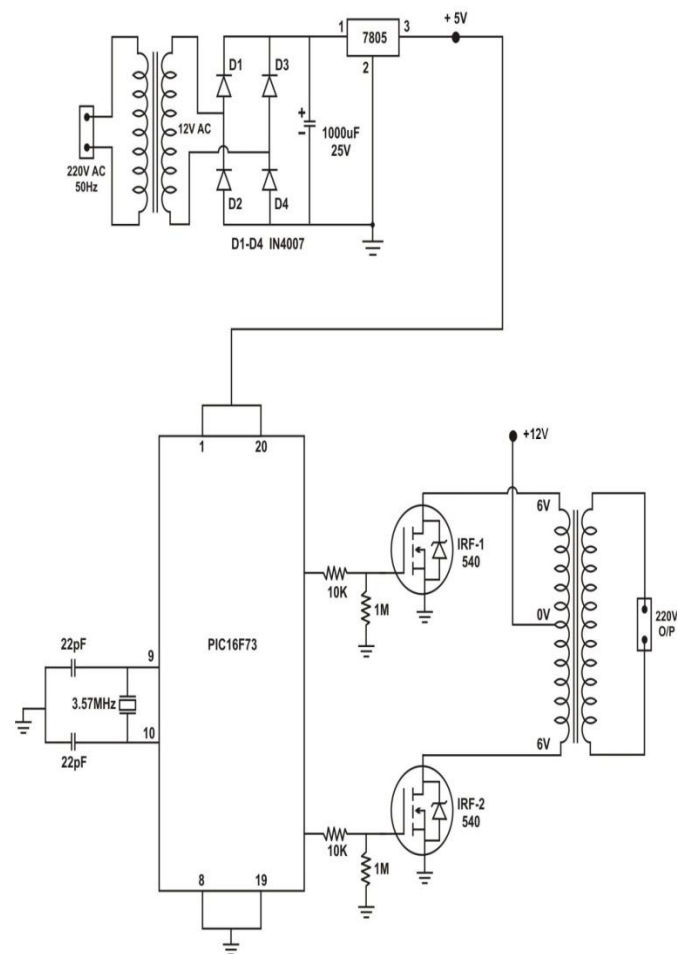 + 5V
1
7805
3
2
D1
D3
12V AC
+
-
1000uF
25V
220V AC
50Hz
D2
D4
D1-D4 IN4007
1
20
+12V
6V
IRF-1
540
10K
1M
0V
220V
O/P
PIC16F73
22pF
9
3.57MHz
10
22pF
6V
IRF-2
540
10K
1M
8
19